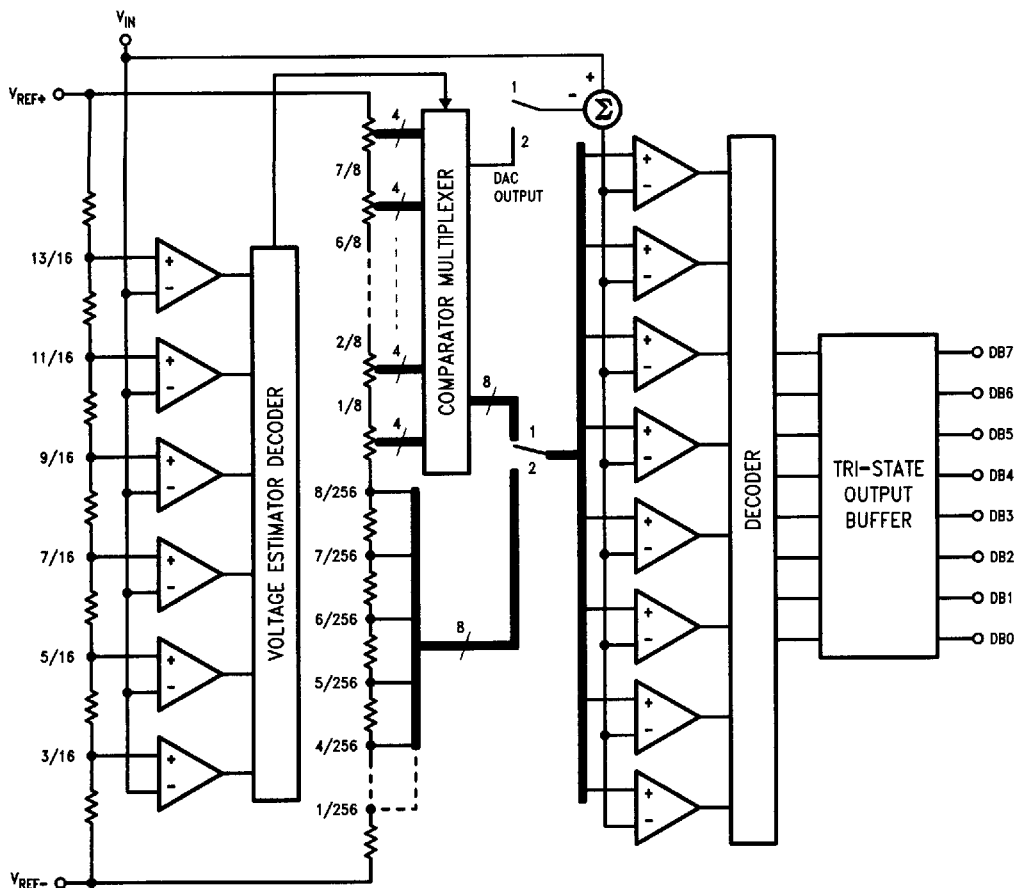 V_IN
V_REF+
13/16
11/16
9/16
7/16
5/16
3/16
V_REF-
+
-
+
-
+
-
+
-
+
-
+
-
VOLTAGE ESTIMATOR DECODER
4
7/8
4
6/8
2/8
4
1/8
4
8/256
7/256
6/256
5/256
4/256
1/256
COMPARATOR MULTIPLEXER
1
2
DAC
OUTPUT
+
-
Σ
8
1
2
8
+
-
+
-
+
-
+
-
+
-
+
-
+
-
+
-
DECODER
TRI-STATE
OUTPUT
BUFFER
DB7
DB6
DB5
DB4
DB3
DB2
DB1
DB0